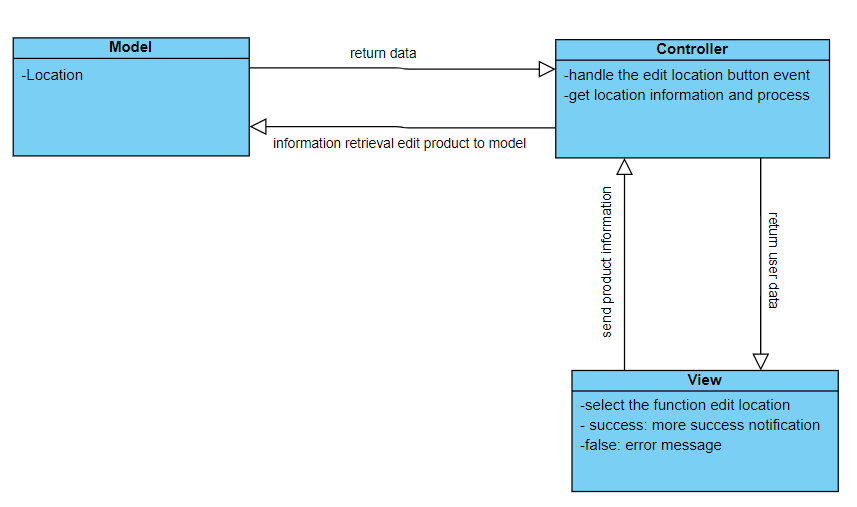 Model
-Location
return data
information retrieval edit product to model
Controller
-handle the edit location button event
-get location information and process
send product information
return user data
View
-select the function edit location
- success: more success notification
-false: error message